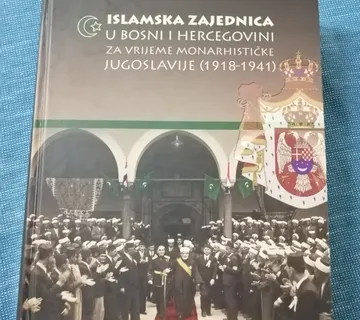 ISLAMSKA ZAJEDNICA
U BOSNI I HERCEGOVINI
ZA VRIJEME MONARHISTIČKE
JUGOSLAVIJE (1918-1941)